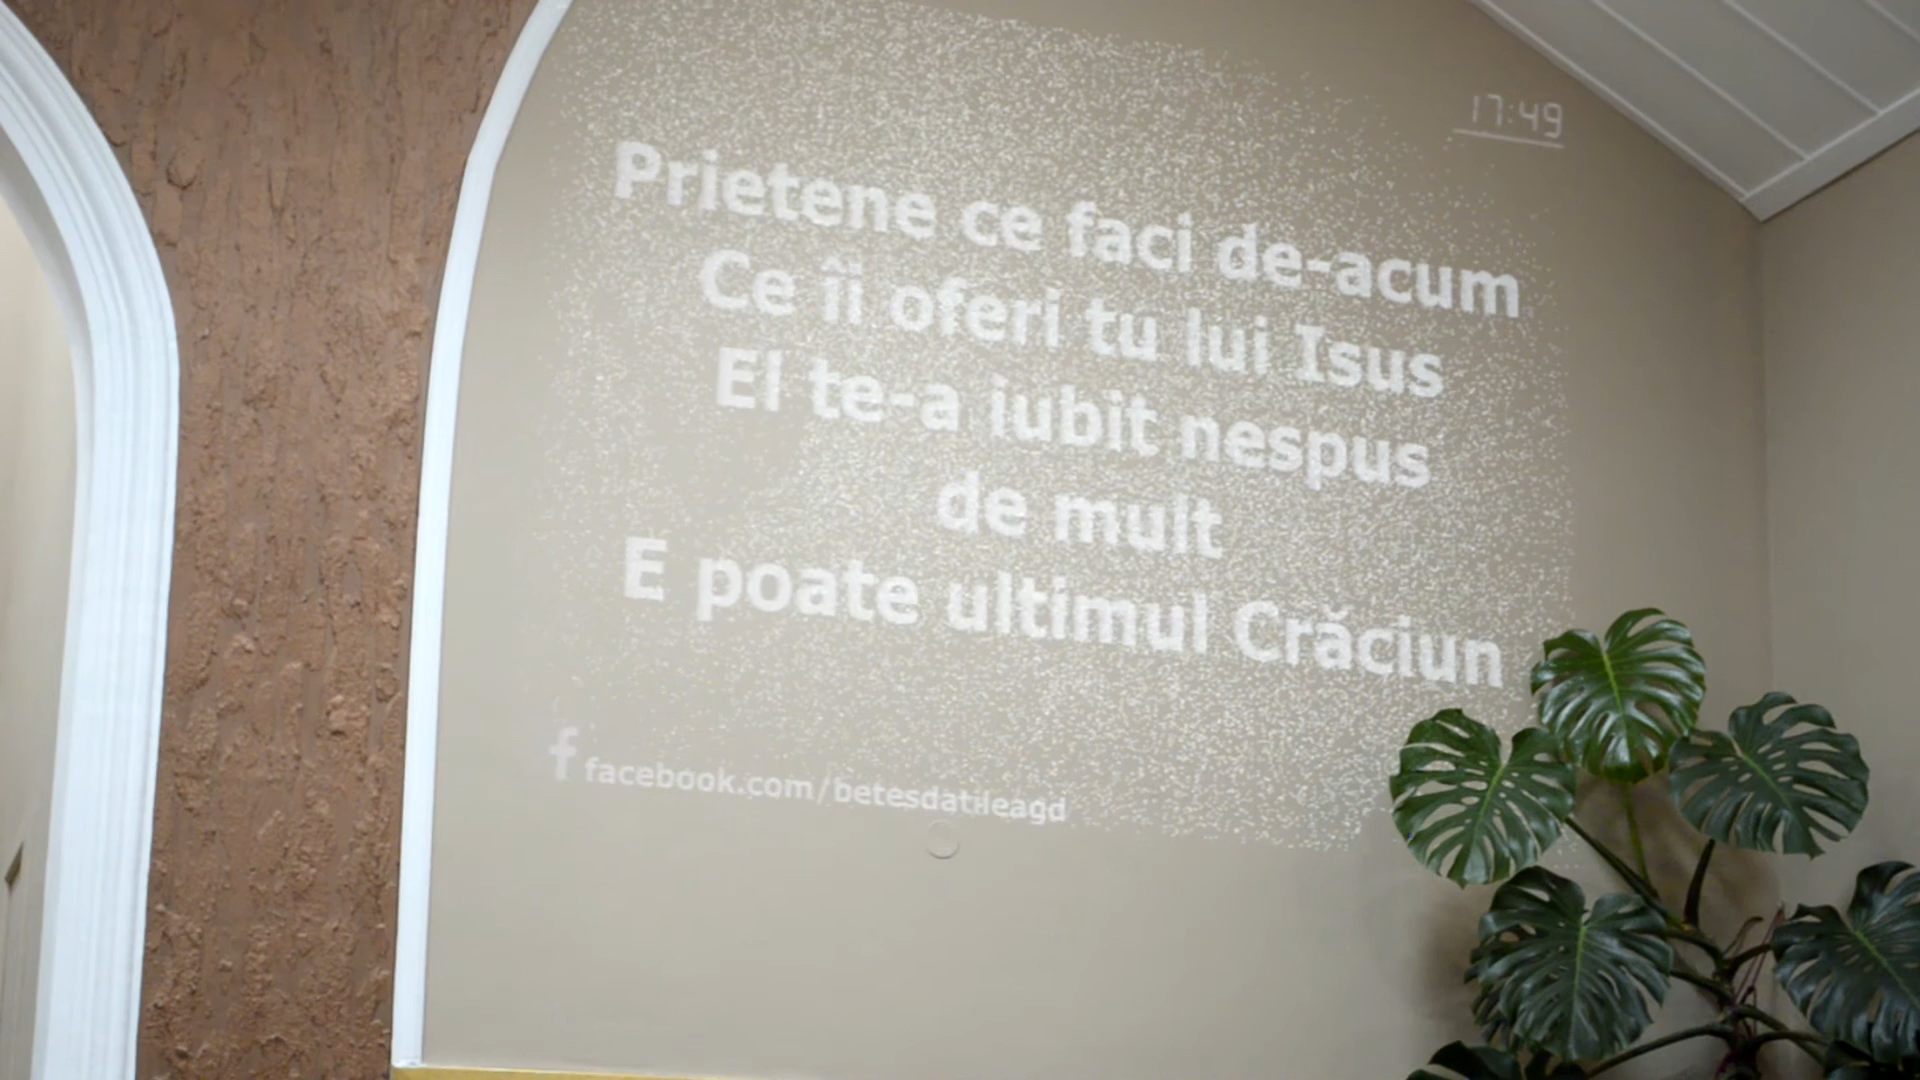 17:49
Prietene ce faci de-acum
Ce îi oferi tu lui Isus
El te-a iubit nespus
de mult
E poate ultimul Crăciun
f facebook.com/betesdatileagd